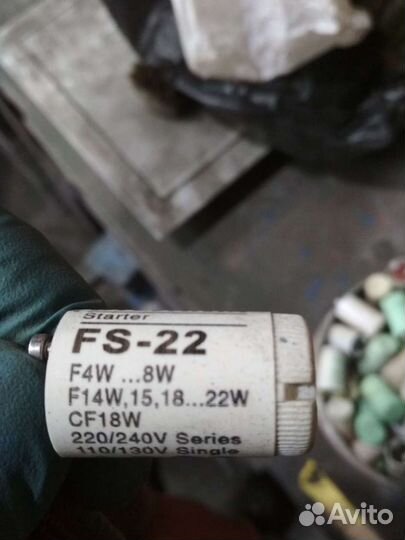 Starter
FS-22
F4W ...8W
F14W,15,18...22W
CF18W
220/240V Series
110/130V Single
Avito